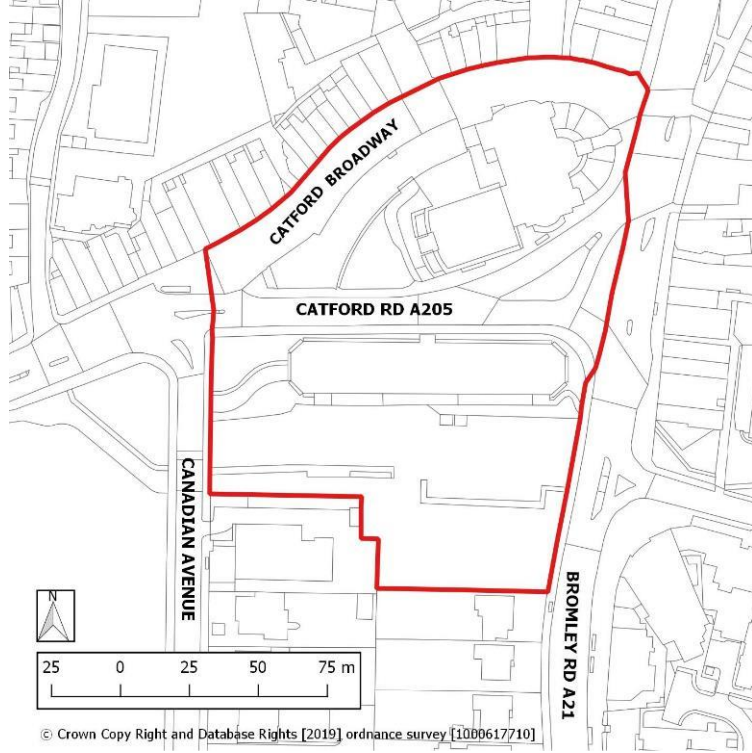 CATFORD BROADWAY
CATFORD RD A205
CANADIAN AVENUE
BROMLEY RD A21
N
25 0 25 50 75 m
© Crown Copy Right and Database Rights [2019] ordnance survey [1000617710]